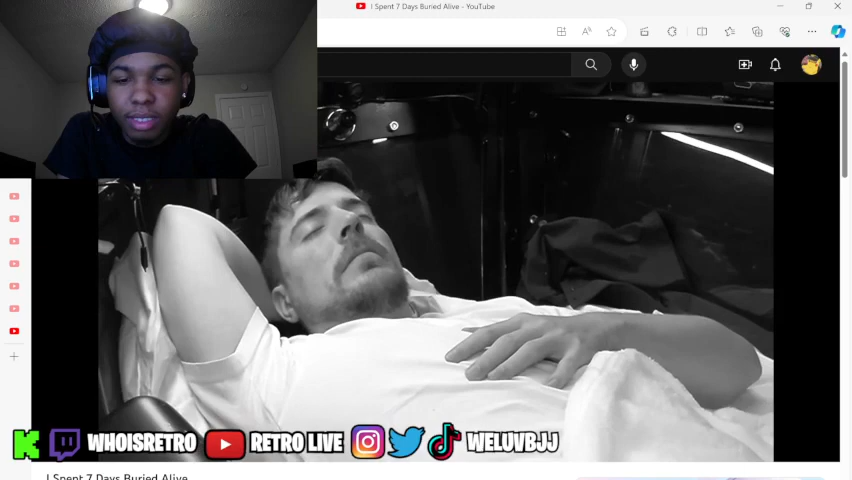 I Spent 7 Days Buried Alive - YouTube
WHOISRETRO RETRO LIVE WELUVBJJ
I Spent 7 Days Buried Alive